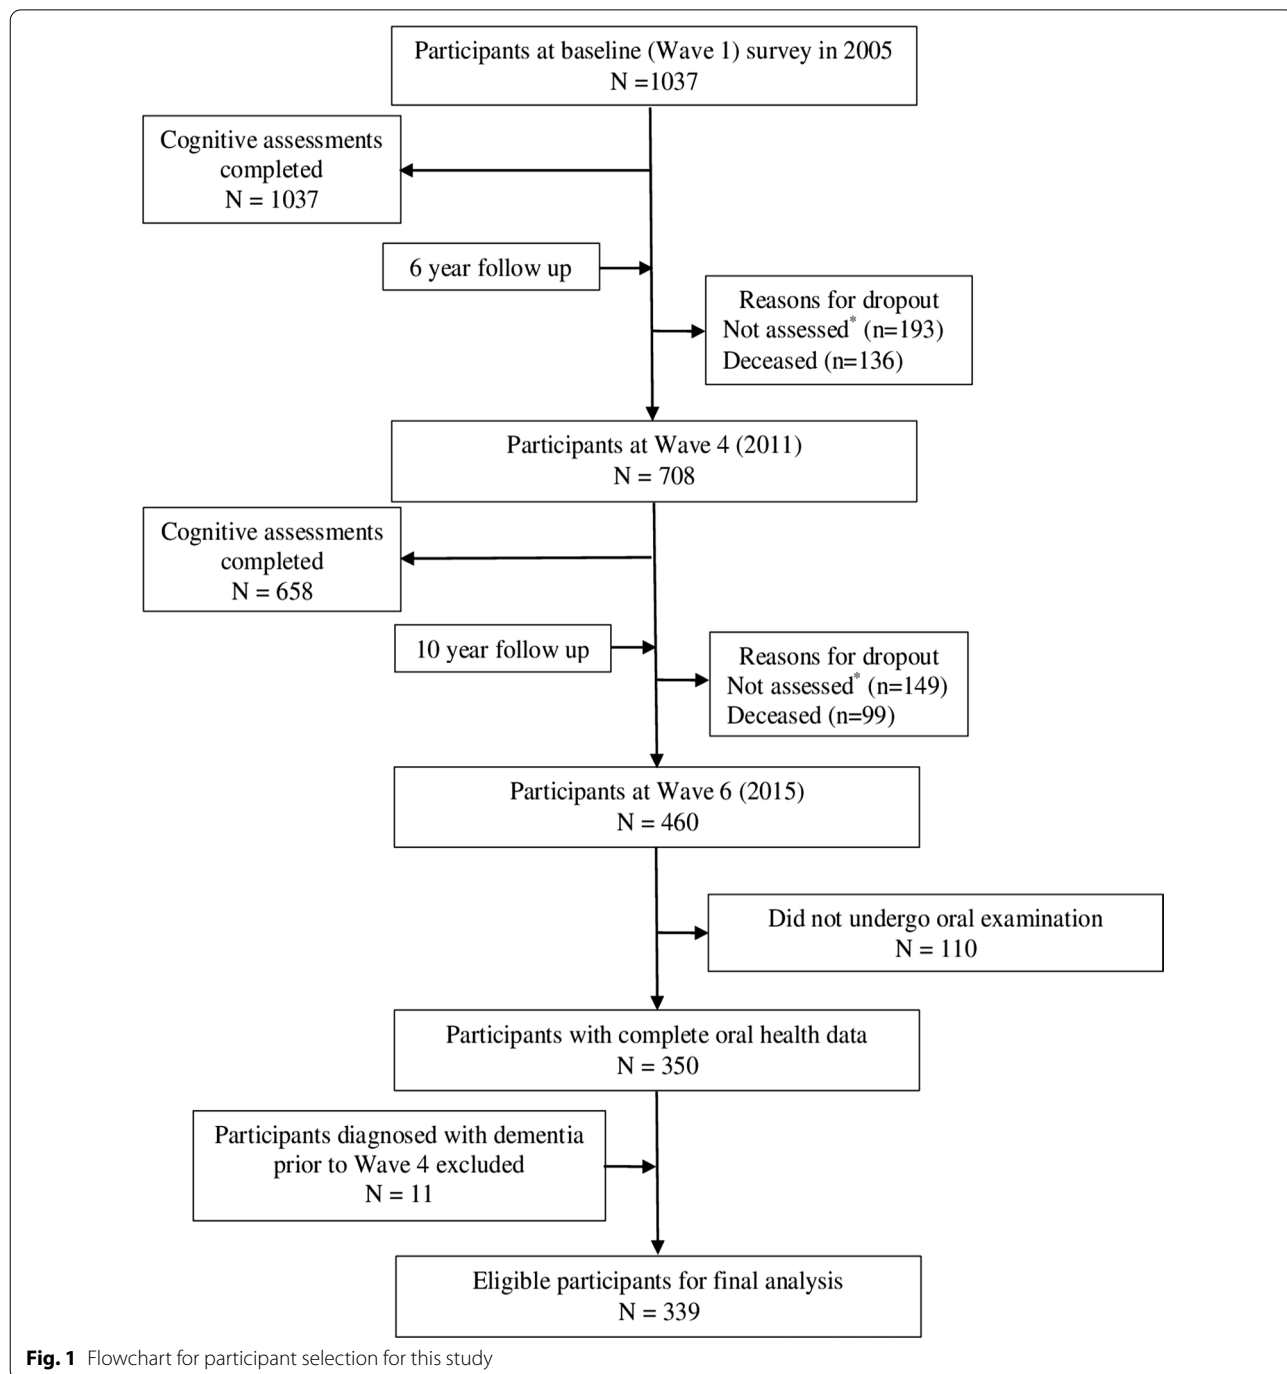 Participants at baseline (Wave 1) survey in 2005
N =1037
Cognitive assessments
completed
N = 1037
6 year follow up
Reasons for dropout
Not assessed* (n=193)
Deceased (n=136)
Participants at Wave 4 (2011)
N = 708
Cognitive assessments
completed
N = 658
10 year follow up
Reasons for dropout
Not assessed* (n=149)
Deceased (n=99)
Participants at Wave 6 (2015)
N = 460
Did not undergo oral examination
N = 110
Participants with complete oral health data
N = 350
Participants diagnosed with dementia
prior to Wave 4 excluded
N = 11
Eligible participants for final analysis
N = 339
Fig. 1 Flowchart for participant selection for this study